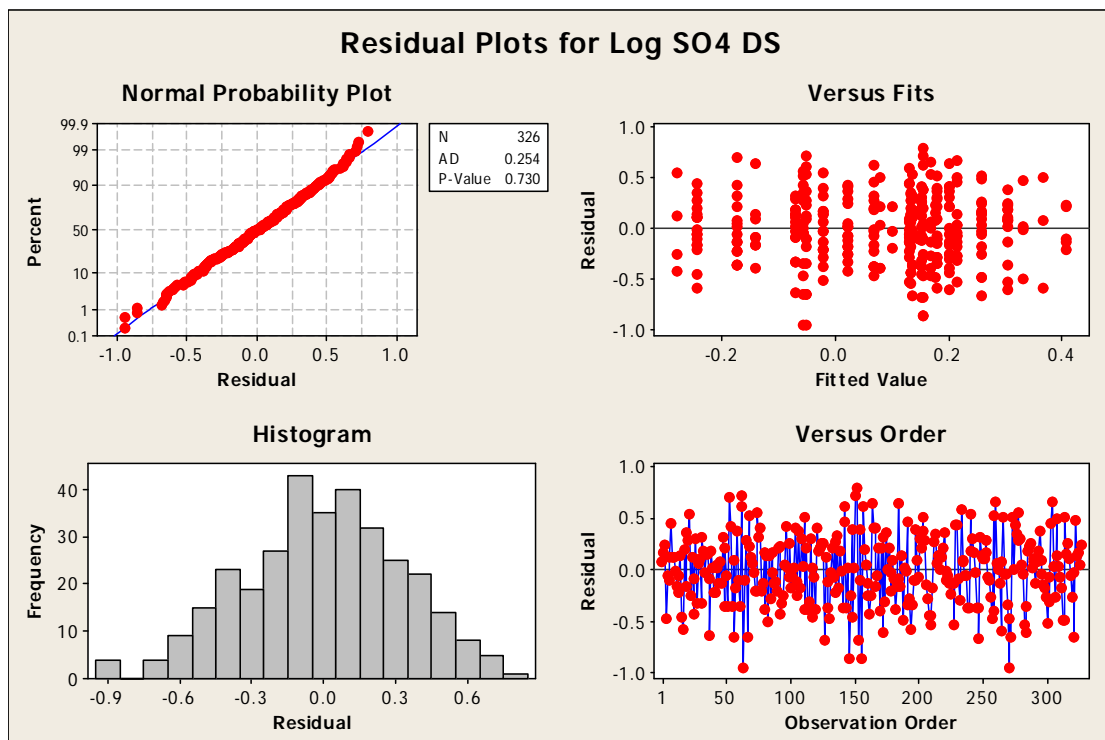 Residual Plots for Log SO4 DS
Normal Probability Plot
99.9
99
90
50
10
1
0.1
Percent
-1.0 -0.5 0.0 0.5 1.0
Residual
N 326
AD 0.254
P-Value 0.730
Versus Fits
1.0
0.5
0.0
-0.5
-1.0
Residual
-0.2 0.0 0.2 0.4
Fitted Value
Histogram
40
30
20
10
0
Frequency
-0.9 -0.6 -0.3 0.0 0.3 0.6
Residual
Versus Order
1.0
0.5
0.0
-0.5
-1.0
Residual
1 50 100 150 200 250 300
Observation Order